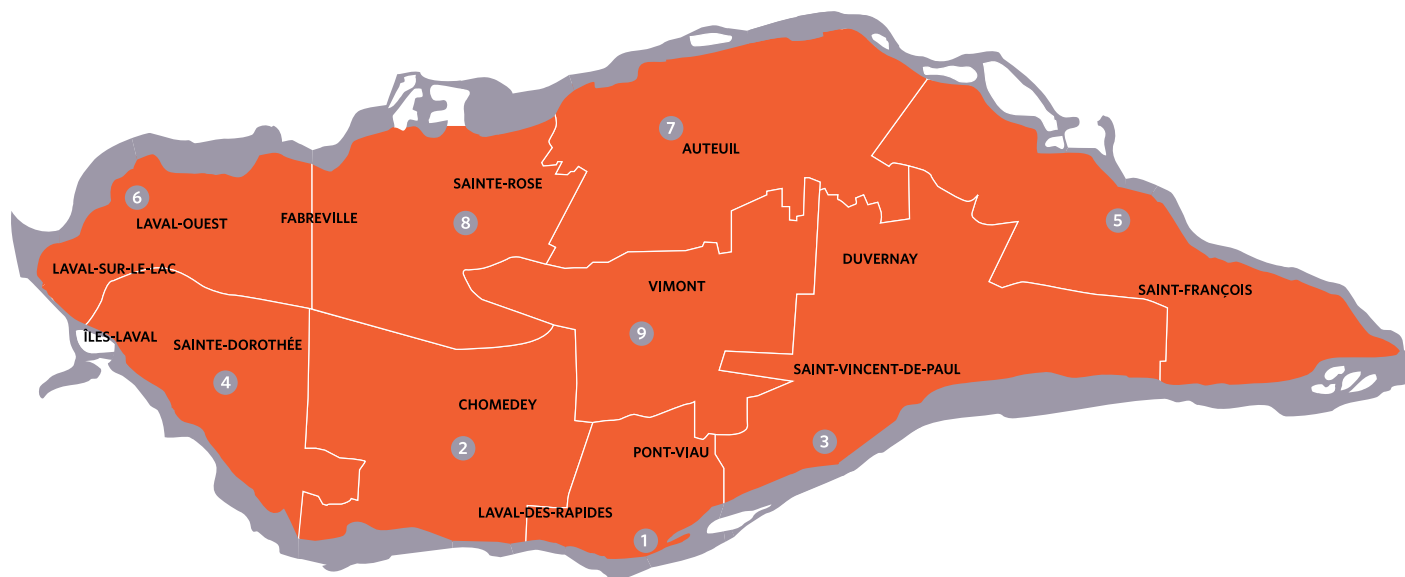 7
AUTEUIL
SAINTE-ROSE
6
LAVAL-OUEST
FABREVILLE
8
5
LAVAL-SUR-LE-LAC
DUVERNAY
VIMONT
SAINT-FRANÇOIS
ÎLES-LAVAL
SAINTE-DOROTHÉE
9
4
SAINT-VINCENT-DE-PAUL
CHOMEDEY
2
PONT-VIAU
3
LAVAL-DES-RAPIDES
1